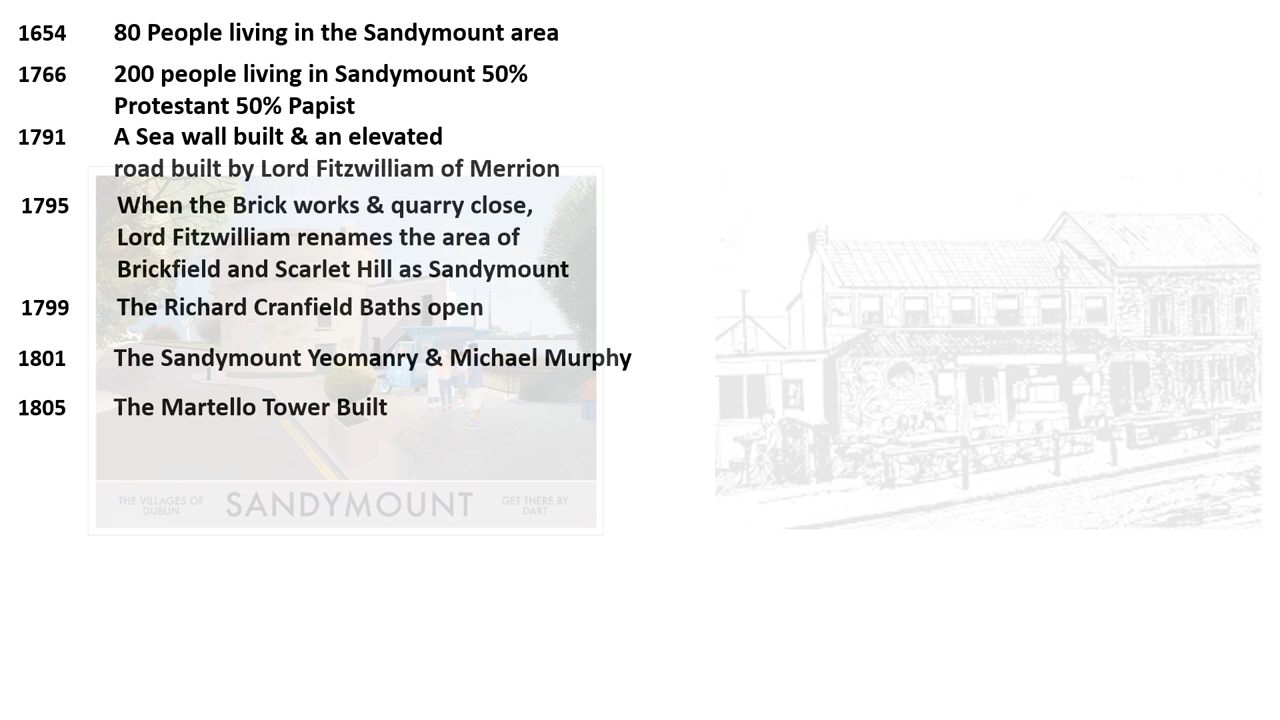 1654 80 People living in the Sandymount area
1766 200 people living in Sandymount 50%
Protestant 50% Papist
1791 A Sea wall built & an elevated
road built by Lord Fitzwilliam of Merrion
1795 When the Brick works & quarry close,
Lord Fitzwilliam renames the area of
Brickfield and Scarlet Hill as Sandymount
1799 The Richard Cranfield Baths open
1801 The Sandymount Yeomanry & Michael Murphy
1805 The Martello Tower Built
THE VILLAGES OF
DUBLIN
SANDYMOUNT
GET THERE BY
DART